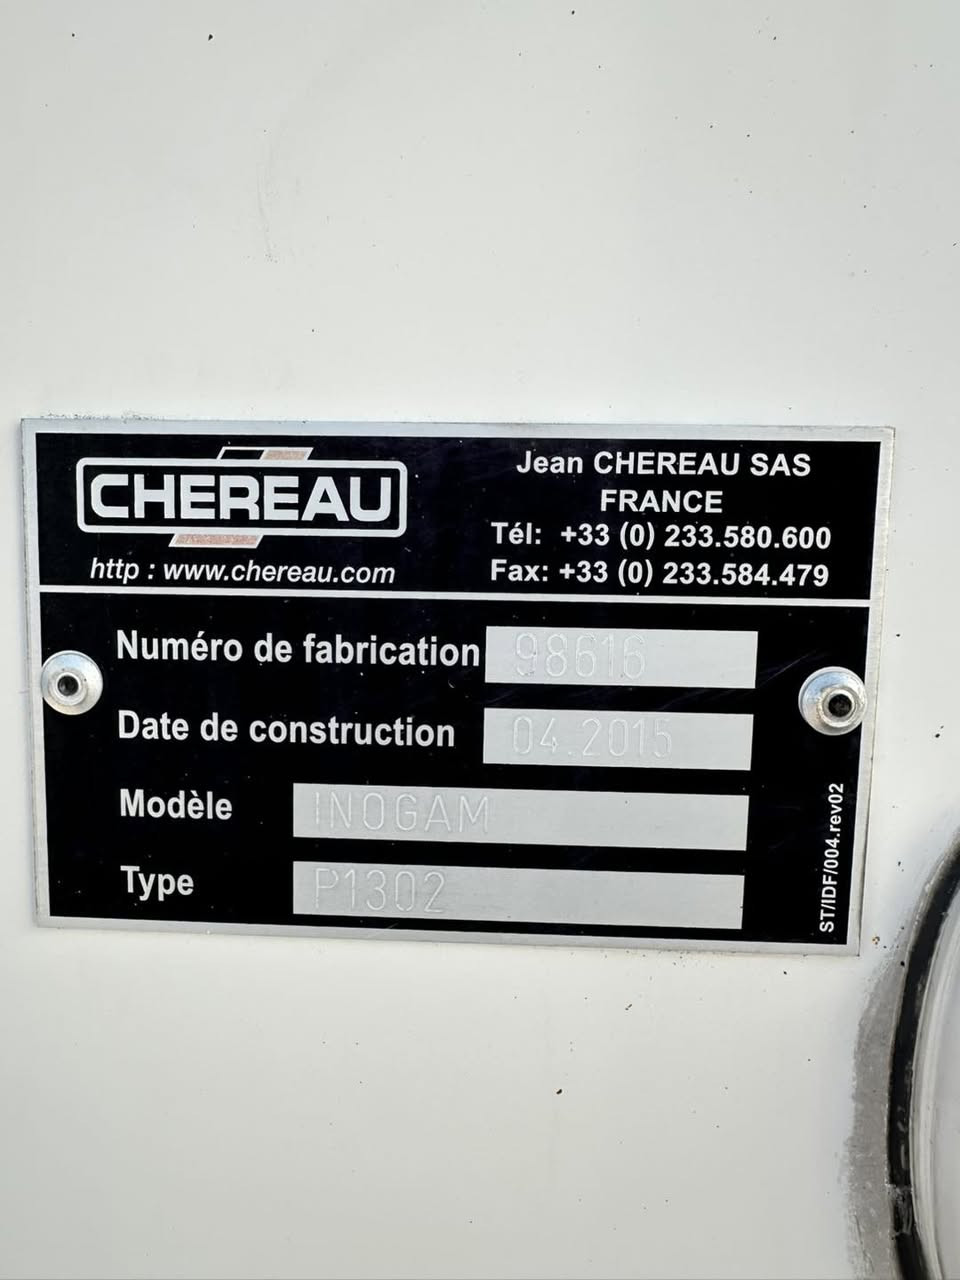 CHEREAU
http : www.chereau.com
Jean CHEREAU SAS
FRANCE
Tél: +33 (0) 233.580.600
Fax: +33 (0) 233.584.479
Numéro de fabrication 98616
Date de construction 04.2015
Modèle INOGAM
Type P1302
ST/IDF/004.rev02